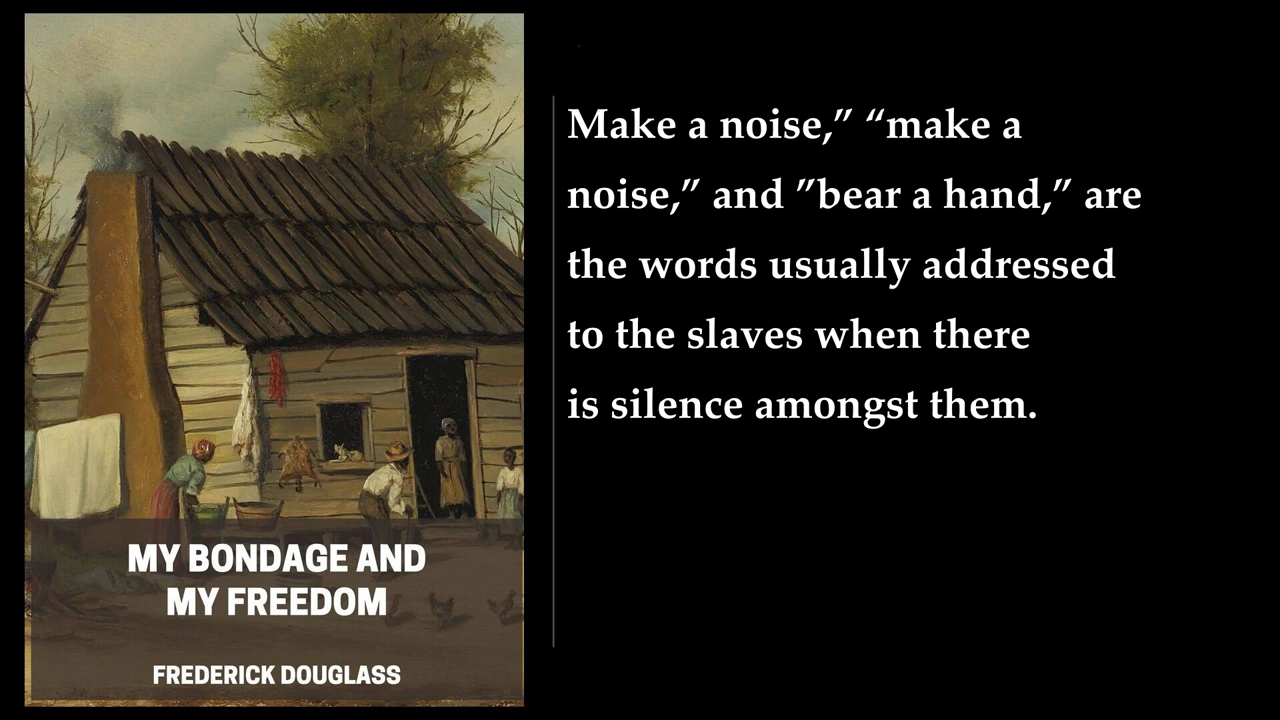 MY BONDAGE AND
MY FREEDOM
FREDERICK DOUGLASS
Make a noise,” “make a
noise,” and ”bear a hand,” are
the words usually addressed
to the slaves when there
is silence amongst them.